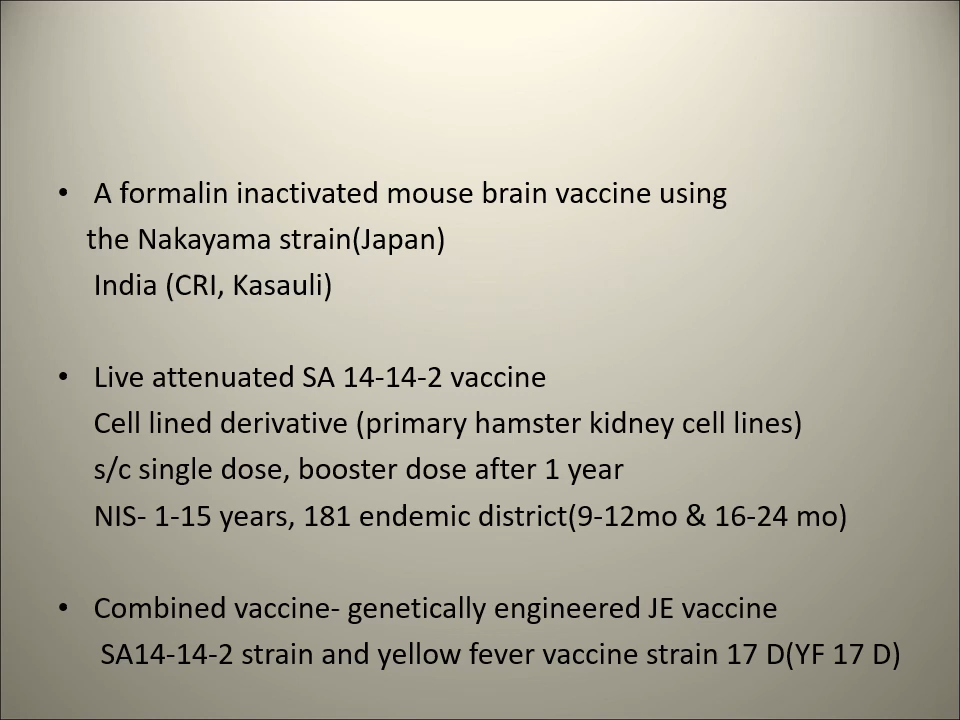 • A formalin inactivated mouse brain vaccine using
the Nakayama strain(Japan)
India (CRI, Kasauli)
• Live attenuated SA 14-14-2 vaccine
Cell lined derivative (primary hamster kidney cell lines)
s/c single dose, booster dose after 1 year
NIS- 1-15 years, 181 endemic district(9-12mo & 16-24 mo)
• Combined vaccine- genetically engineered JE vaccine
SA14-14-2 strain and yellow fever vaccine strain 17 D(YF 17 D)